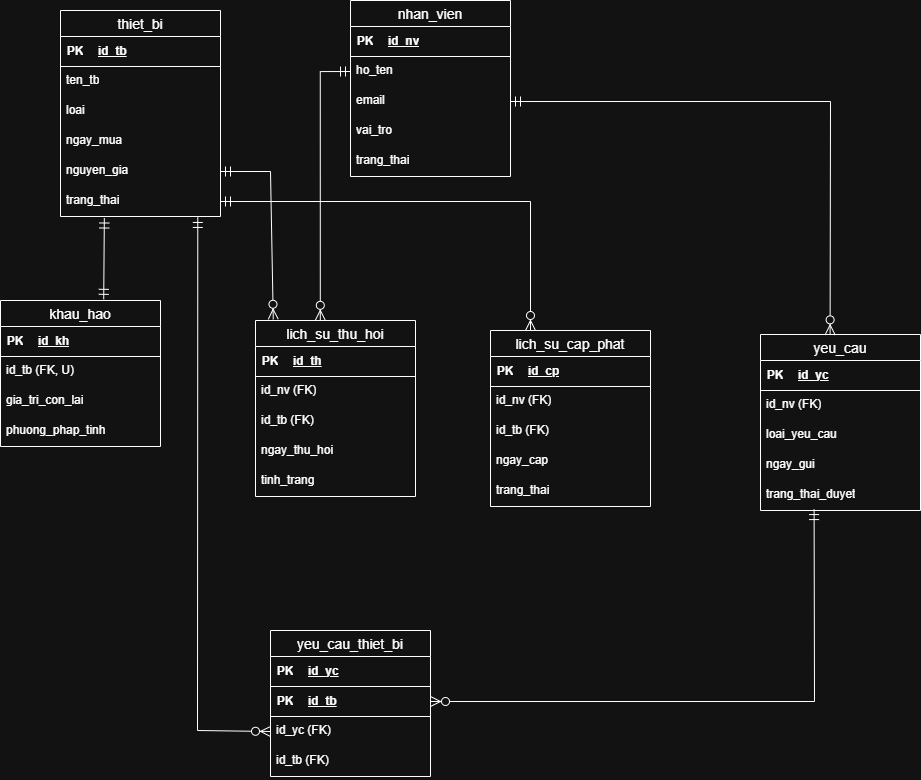 thiet_bi
PK id_tb
ten_tb
loai
ngay_mua
nguyen_gia
trang_thai
nhan_vien
PK id_nv
ho_ten
email
vai_tro
trang_thai
khau_hao
PK id_kh
id_tb (FK, U)
gia_tri_con_lai
phuong_phap_tinh
lich_su_thu_hoi
PK id_th
id_nv (FK)
id_tb (FK)
ngay_thu_hoi
tinh_trang
lich_su_cap_phat
PK id_cp
id_nv (FK)
id_tb (FK)
ngay_cap
trang_thai
yeu_cau
PK id_yc
id_nv (FK)
loai_yeu_cau
ngay_gui
trang_thai_duyet
yeu_cau_thiet_bi
PK id_yc
PK id_tb
id_yc (FK)
id_tb (FK)